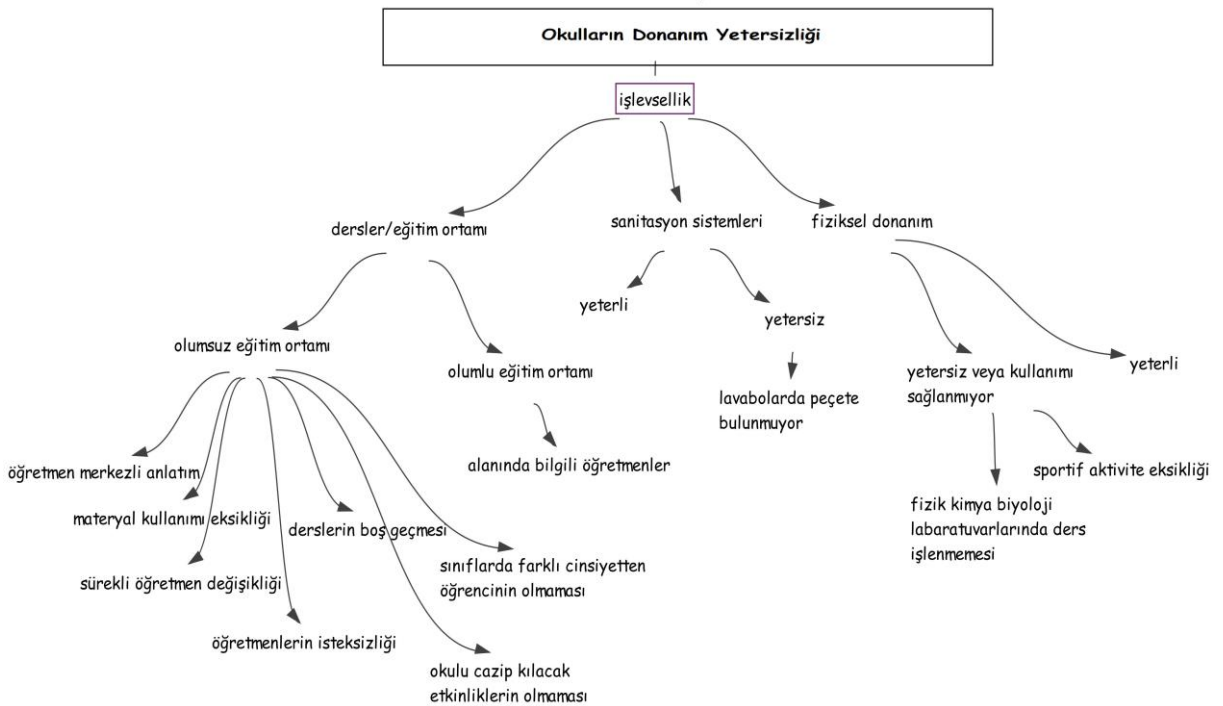 Okulların Donanım Yetersizliği
işlevsellik
dersler/eğitim ortamı
sanitasyon sistemleri
fiziksel donanım
yeterli
yetersiz
olumsuz eğitim ortamı
olumlu eğitim ortamı
yetersiz veya kullanımı
sağlanmıyor
yeterli
lavabolarda peçete
bulunmuyor
öğretmen merkezli anlatım
alanında bilgili öğretmenler
sportif aktivite eksikliği
materyal kullanımı eksikliği
derslerin boş geçmesi
fizik kimya biyoloji
labaratuvarlarında ders
işlenmemesi
sürekli öğretmen değişikliği
sınıflarda farklı cinsiyetten
öğrencinin olmaması
öğretmenlerin isteksizliği
okulu cazip kılacak
etkinliklerin olmaması